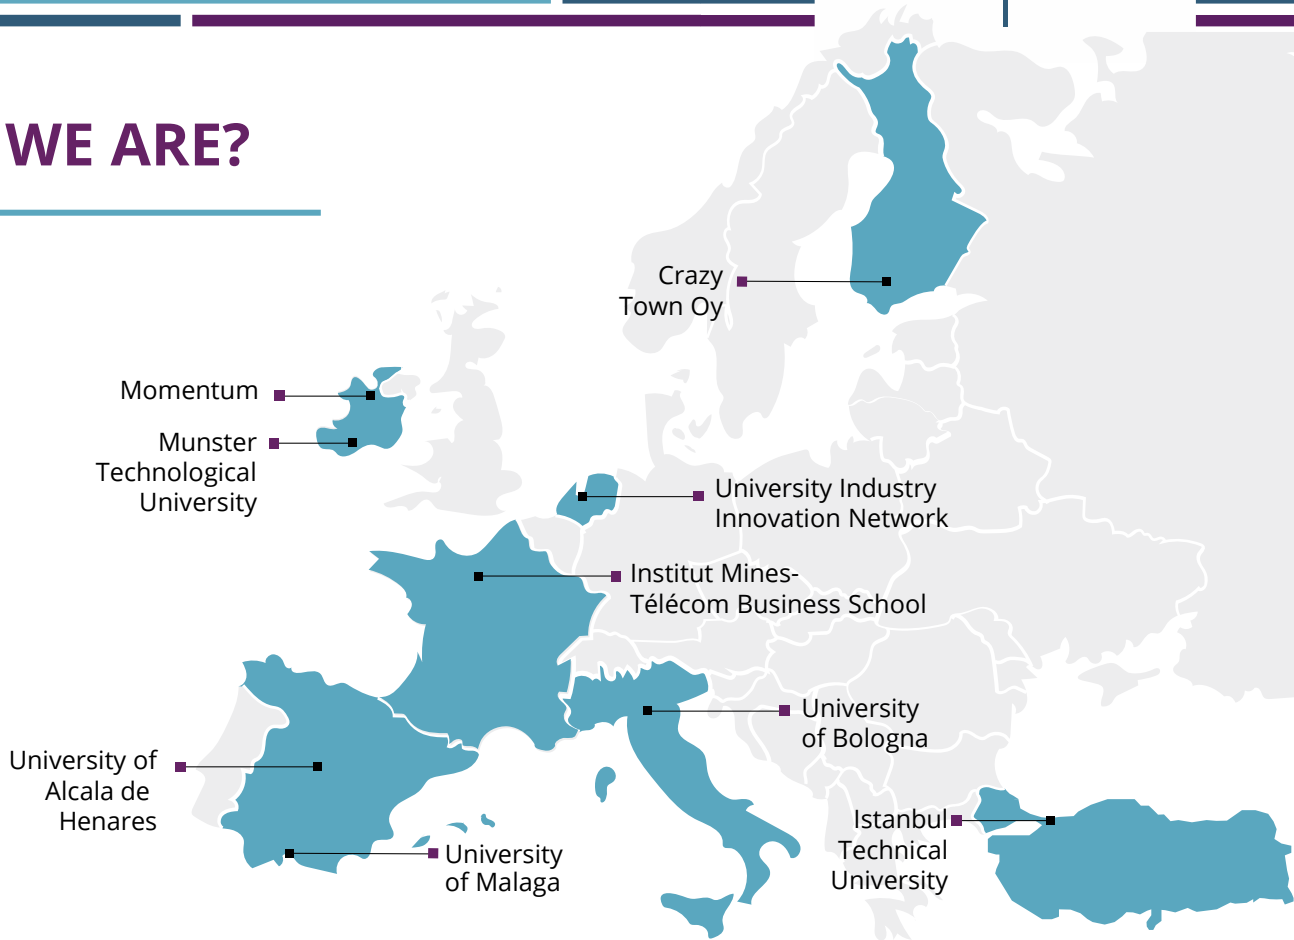 WE ARE?
Crazy
Town Oy
Momentum
Munster
Technological
University
University Industry
Innovation Network
Institut Mines-
Télécom Business School
University
of Bologna
University of
Alcala de
Henares
Istanbul
Technical
University
University
of Malaga